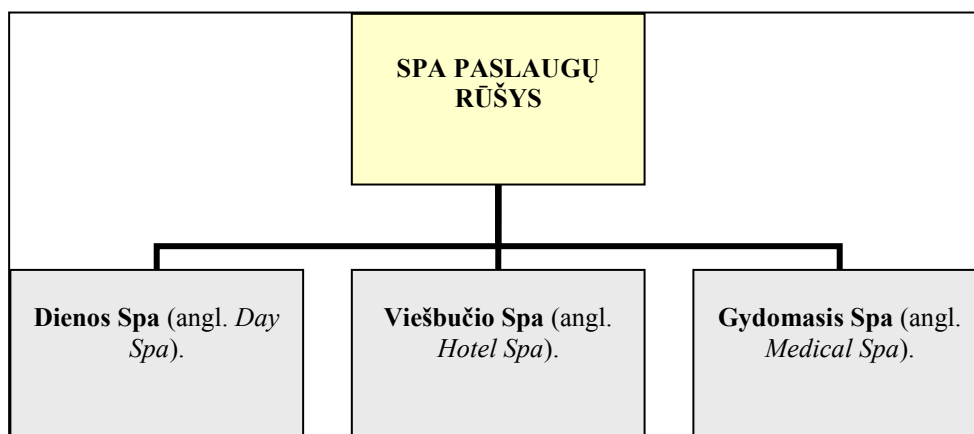 SPA PASLAUGŲ
RŪŠYS
Dienos Spa (angl. Day
Spa).
Viešbučio Spa (angl.
Hotel Spa).
Gydomasis Spa (angl.
Medical Spa).